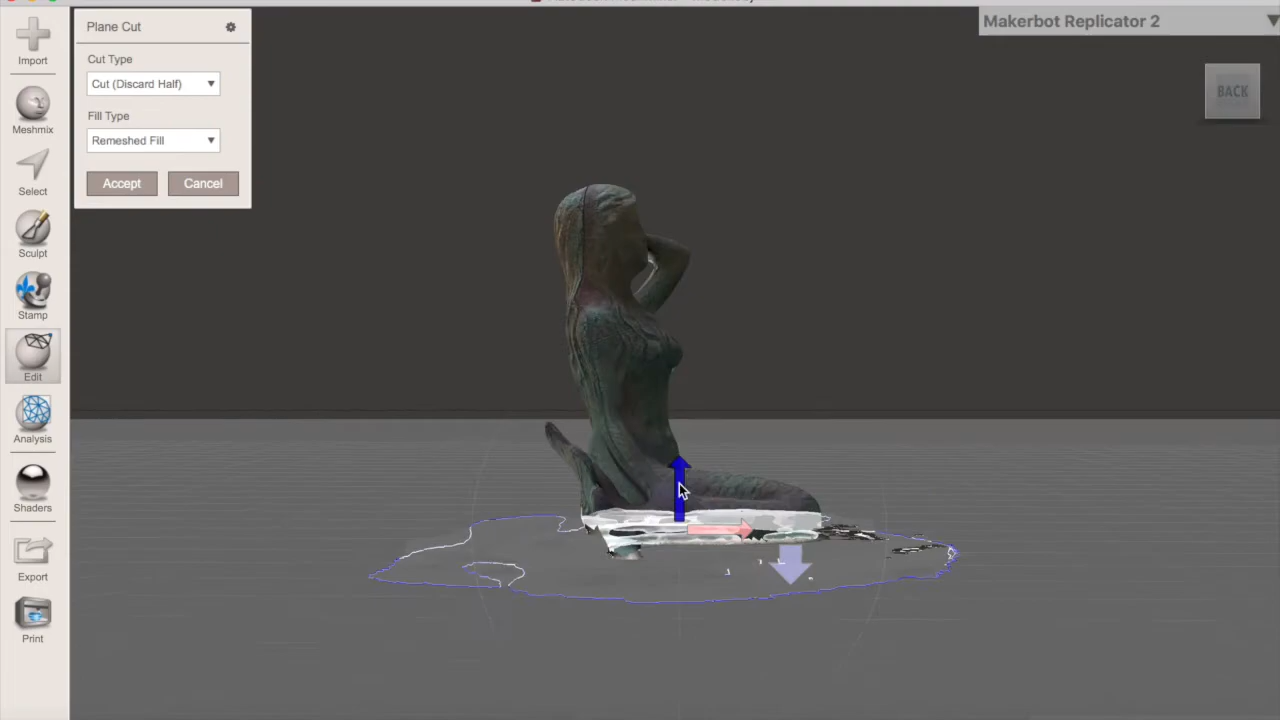 Makerbot Replicator 2
Plane Cut
Cut Type
Cut (Discard Half)
Fill Type
Remeshed Fill
Accept
Cancel
Import
Meshmix
Select
Sculpt
Stamp
Edit
Analysis
Shaders
Export
Print
BACK